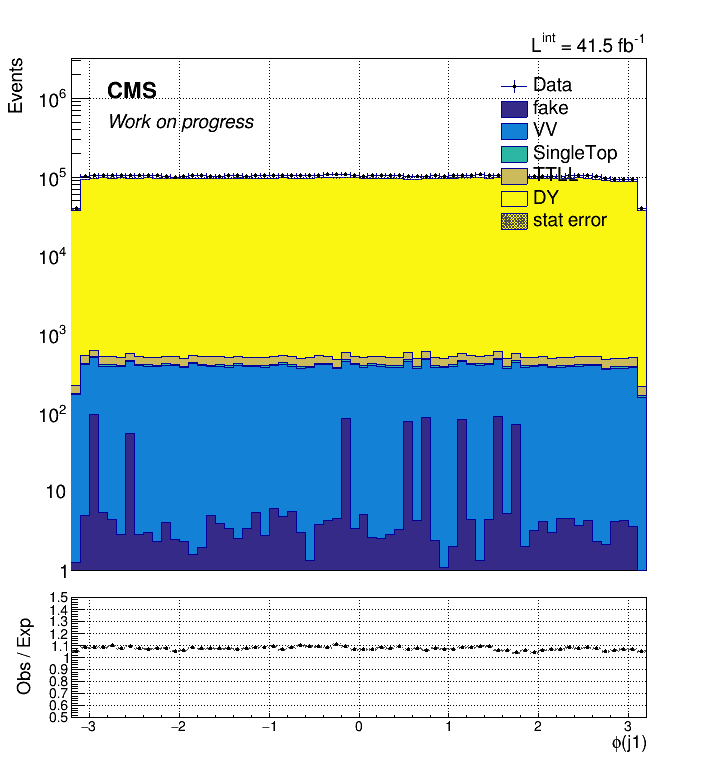 L^int = 41.5 fb^-1
Events
CMS
Work on progress
Data
fake
VV
SingleTop
TTLL
DY
stat error
10^6
10^5
10^4
10^3
10^2
10
1
Obs / Exp
1.5
1.4
1.3
1.2
1.1
1
0.9
0.8
0.7
0.6
0.5
−3
−2
−1
0
1
2
3
ϕ(j1)